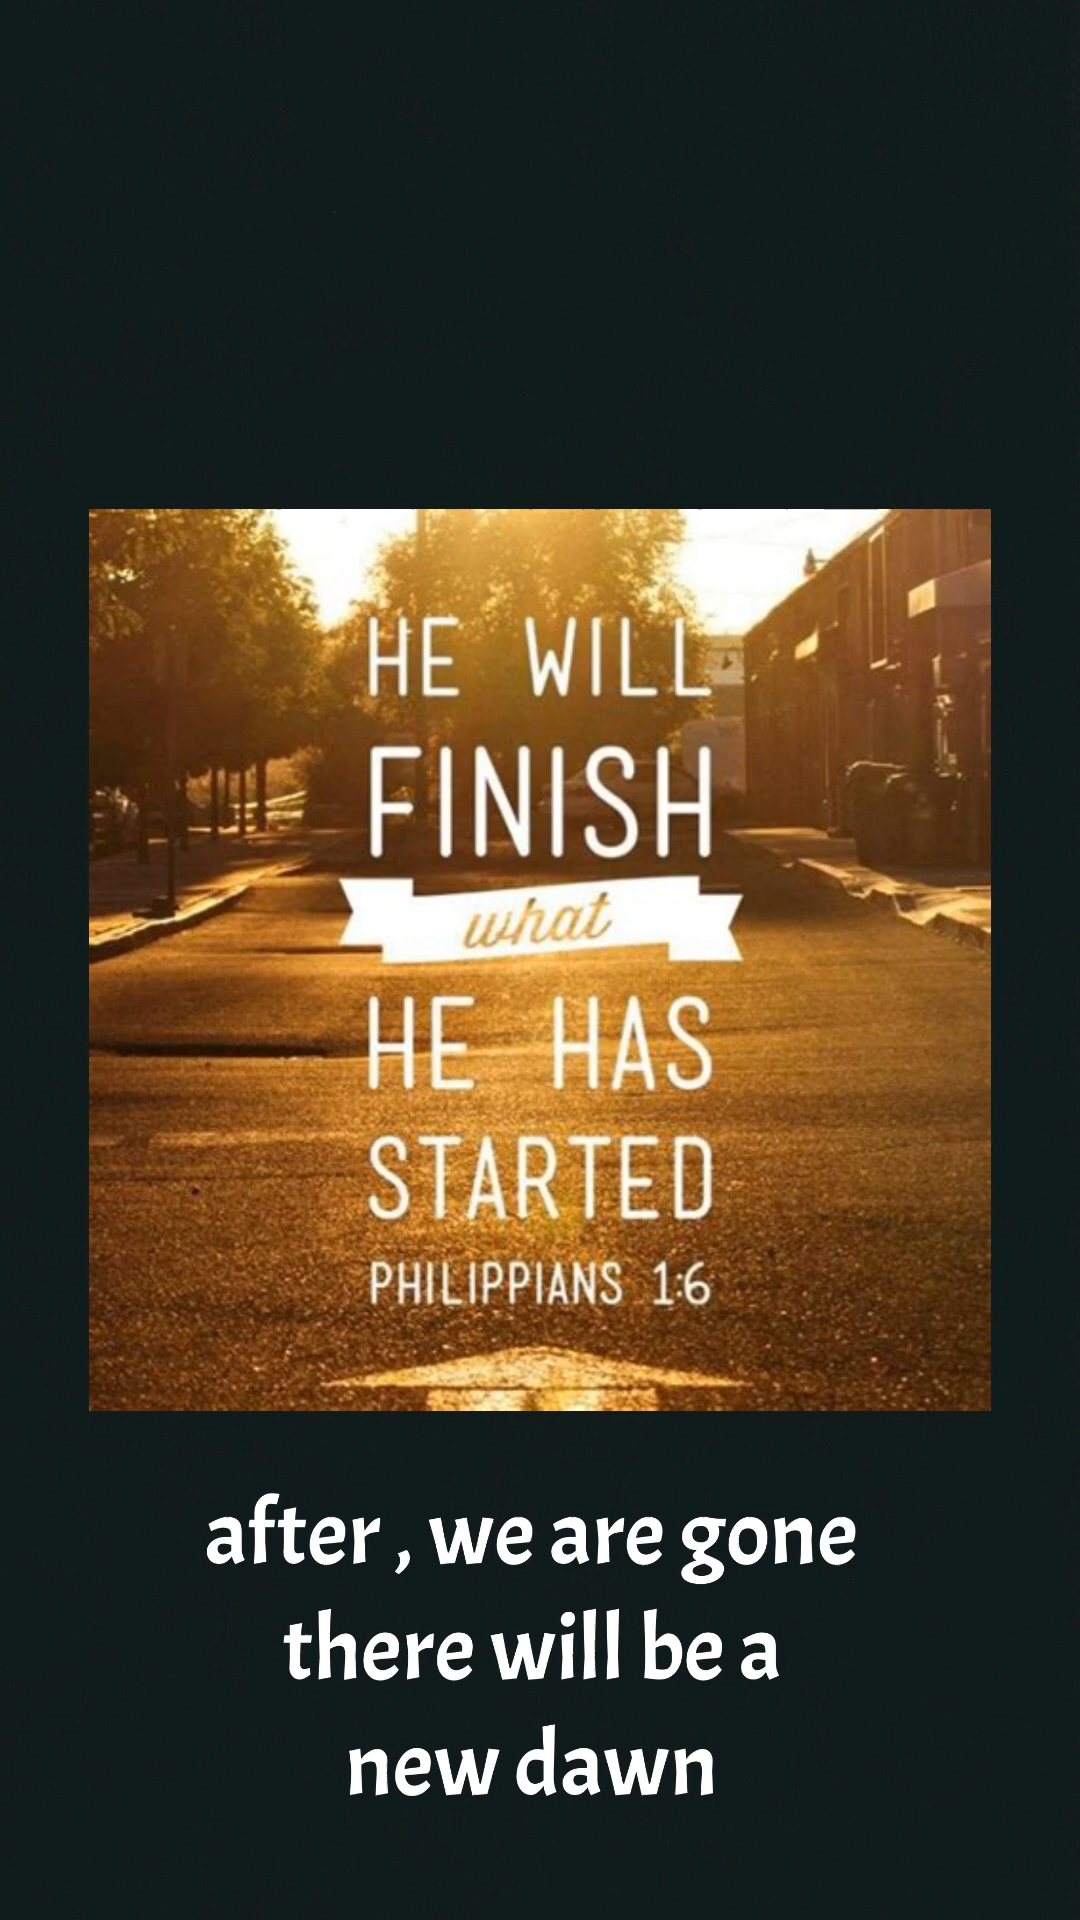 HE WILL
FINISH
what
HE HAS
STARTED
PHILIPPIANS 1:6
after , we are gone
there will be a
new dawn